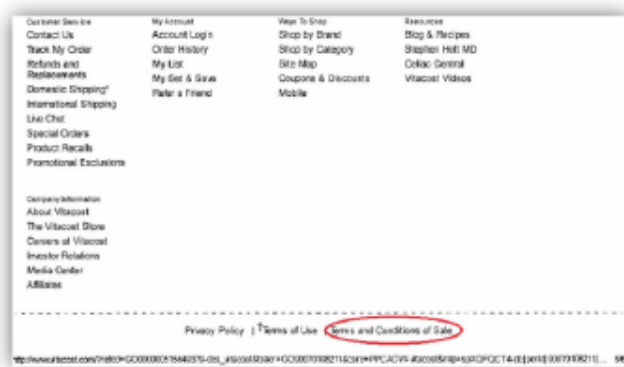 Customer Service
Contact Us
Track My Order
Refunds and
Replacements
Domestic Shipping*
International Shipping
Live Chat
Special Orders
Product Recalls
Promotional Exclusions
My Account
Account Login
Order History
My List
My Set & Save
Refer a Friend
Ways To Shop
Shop by Brand
Shop by Category
Site Map
Coupons & Discounts
Mobile
Resources
Blog & Recipes
Stephen Holt MD
Celiac Central
Vitacost Videos
Company Information
About Vitacost
The Vitacost Store
Careers at Vitacost
Investor Relations
Media Center
Affiliates
Privacy Policy | †Terms of Use Terms and Conditions of Sale